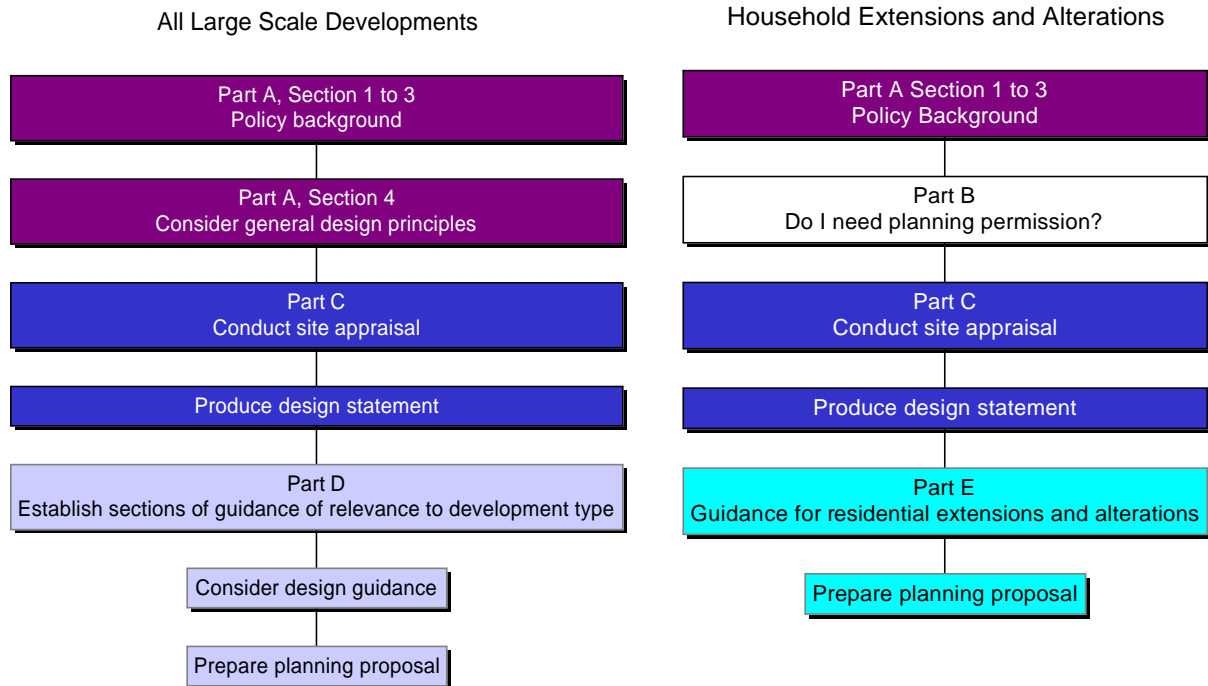 All Large Scale Developments
Part A, Section 1 to 3
Policy background
Part A, Section 4
Consider general design principles
Part C
Conduct site appraisal
Produce design statement
Part D
Establish sections of guidance of relevance to development type
Consider design guidance
Prepare planning proposal
Household Extensions and Alterations
Part A Section 1 to 3
Policy Background
Part B
Do I need planning permission?
Part C
Conduct site appraisal
Produce design statement
Part E
Guidance for residential extensions and alterations
Prepare planning proposal